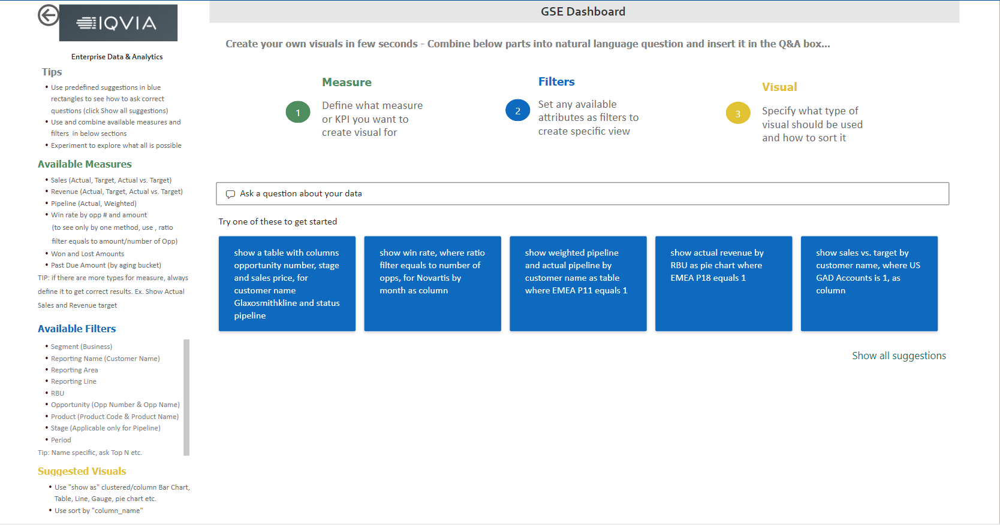 IQVIA
Enterprise Data & Analytics
Tips
• Use predefined suggestions in blue
rectangles to see how to ask correct
questions (click Show all suggestions)
• Use and combine available measures and
filters in below sections
• Experiment to explore what all is possible
Available Measures
• Sales (Actual, Target, Actual vs. Target)
• Revenue (Actual, Target, Actual vs. Target)
• Pipeline (Actual, Weighted)
• Win rate by opp # and amount
(to see only by one method, use , ratio
filter equals to amount/number of Opp)
• Won and Lost Amounts
• Past Due Amount (by aging bucket)
TIP: if there are more types for measure, always
define it to get correct results. Ex. Show Actual
Sales and Revenue target
Available Filters
• Segment (Business)
• Reporting Name (Customer Name)
• Reporting Area
• Reporting Line
• RBU
• Opportunity (Opp Number & Opp Name)
• Product (Product Code & Product Name)
• Stage (Applicable only for Pipeline)
• Period
Tip: Name specific, ask Top N etc.
Suggested Visuals
• Use "show as" clustered/column Bar Chart,
Table, Line, Gauge, pie chart etc.
• Use sort by "column_name"
GSE Dashboard
Create your own visuals in few seconds - Combine below parts into natural language question and insert it in the Q&A box...
1
Measure
Define what measure
or KPI you want to
create visual for
2
Filters
Set any available
attributes as filters to
create specific view
3
Visual
Specify what type of
visual should be used
and how to sort it
Ask a question about your data
Try one of these to get started
show a table with columns
opportunity number, stage
and sales price, for
customer name
Glaxosmithkline and status
pipeline
show win rate, where ratio
filter equals to number of
opps, for Novartis by
month as column
show weighted pipeline
and actual pipeline by
customer name as table
where EMEA P11 equals 1
show actual revenue by
RBU as pie chart where
EMEA P18 equals 1
show sales vs. target by
customer name, where US
GAD Accounts is 1, as
column
Show all suggestions